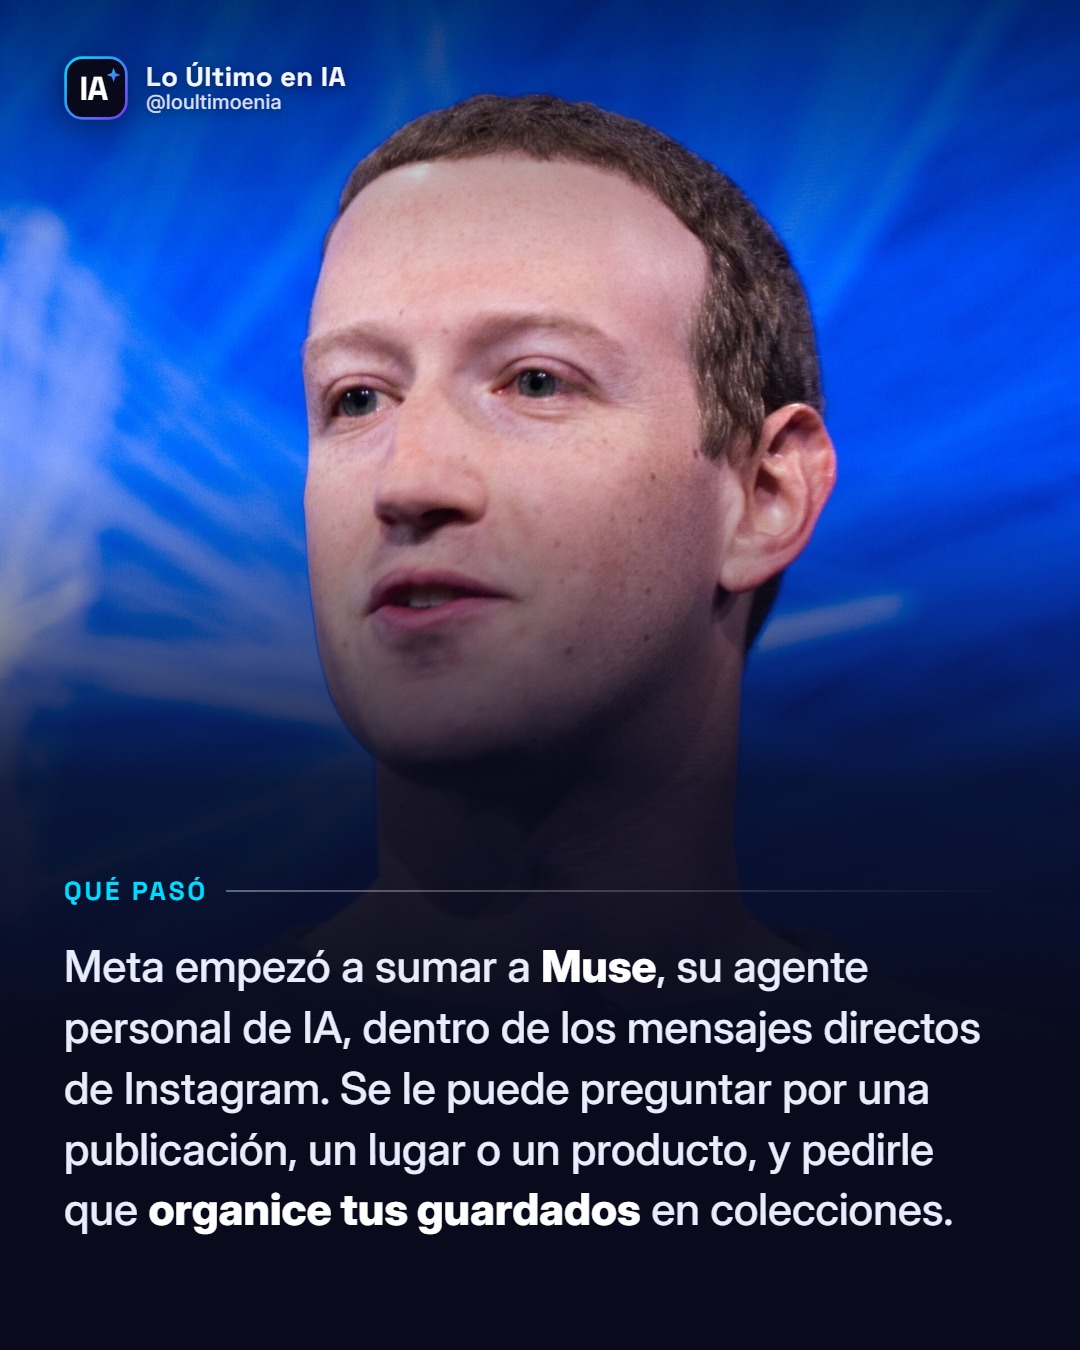 IA
Lo Último en IA
@loultimoenia
QUÉ PASÓ
Meta empezó a sumar a Muse, su agente
personal de IA, dentro de los mensajes directos
de Instagram. Se le puede preguntar por una
publicación, un lugar o un producto, y pedirle
que organice tus guardados en colecciones.